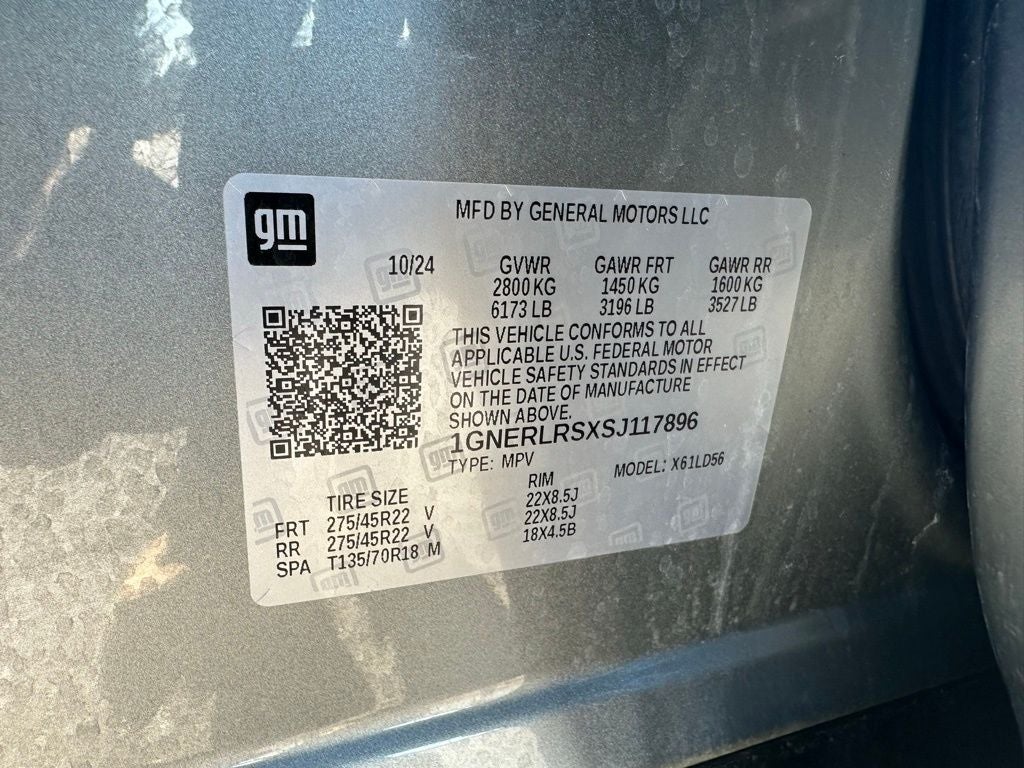 gm
MFD BY GENERAL MOTORS LLC
10/24 GVWR GAWR FRT GAWR RR
2800 KG 1450 KG 1600 KG
6173 LB 3196 LB 3527 LB
THIS VEHICLE CONFORMS TO ALL
APPLICABLE U.S. FEDERAL MOTOR
VEHICLE SAFETY STANDARDS IN EFFECT
ON THE DATE OF MANUFACTURE
SHOWN ABOVE.
1GNERLRSXSJ117896
TYPE: MPV MODEL: X61LD56
TIRE SIZE RIM
FRT 275/45R22 V 22X8.5J
RR 275/45R22 V 22X8.5J
SPA T135/70R18 M 18X4.5B